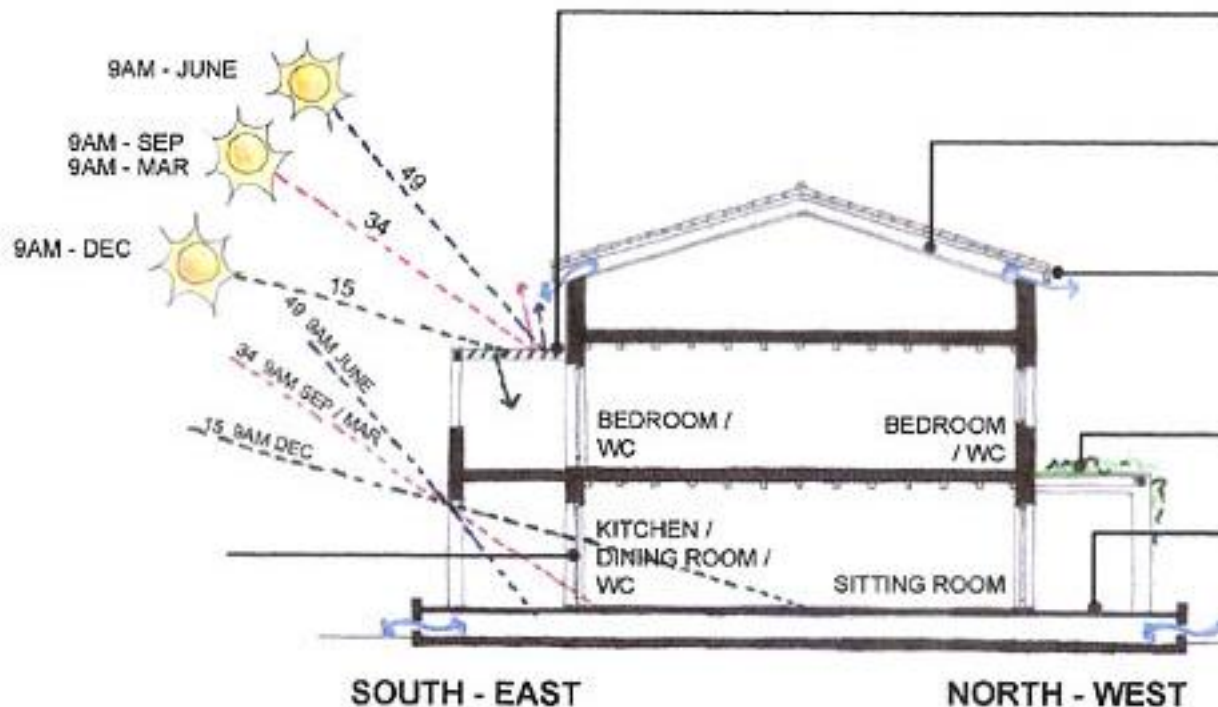 9AM - JUNE
9AM - SEP
9AM - MAR
9AM - DEC
49
34
15
49 9AM JUNE
34 9AM SEP / MAR
15 9AM DEC
BEDROOM /
WC
BEDROOM
/ WC
KITCHEN /
DINING ROOM /
WC
SITTING ROOM
SOUTH - EAST
NORTH - WEST